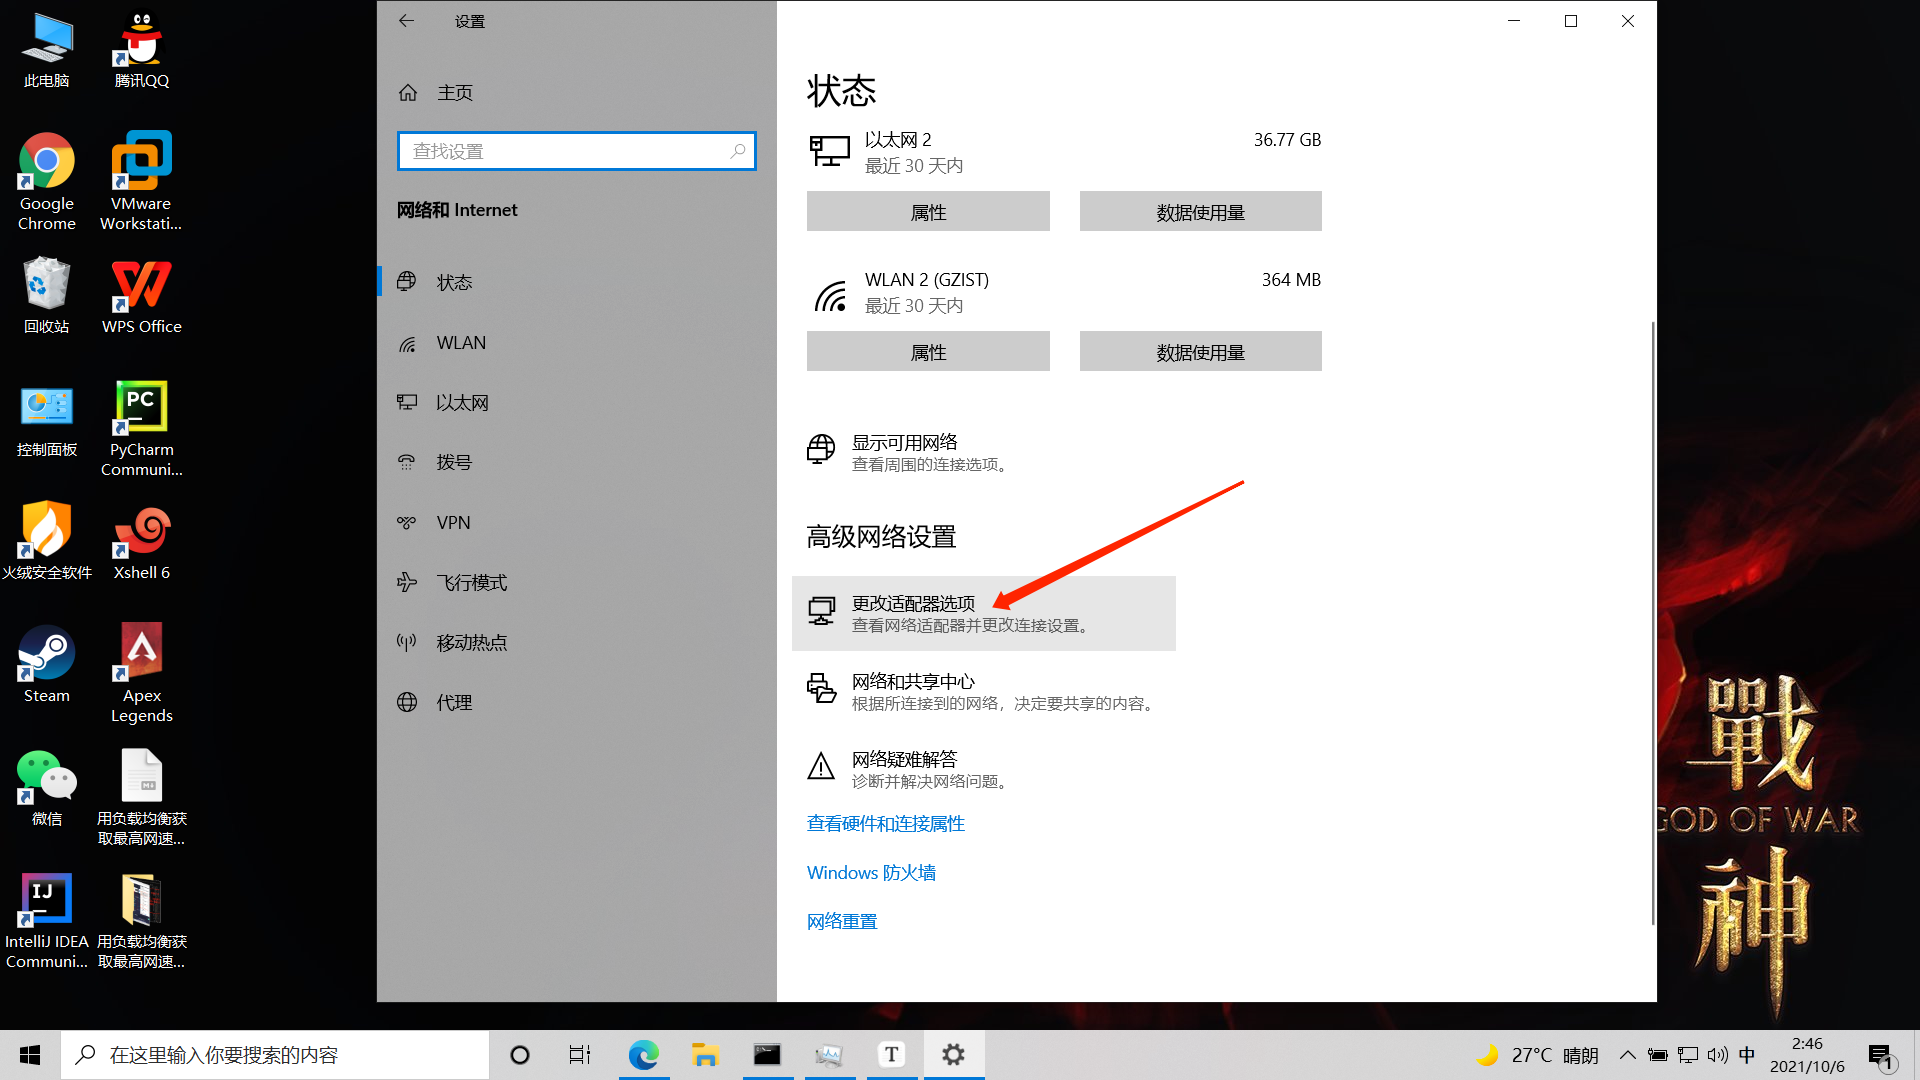 此电脑
腾讯QQ
Google
Chrome
VMware
Workstati...
回收站
WPS Office
控制面板
PC
PyCharm
Communi...
火绒安全软件
Xshell 6
Steam
Apex
Legends
微信
用负载均衡获
取最高网速...
IJ
IntelliJ IDEA
Communi...
用负载均衡获
取最高网速...
设置
主页
查找设置
网络和 Internet
状态
WLAN
以太网
拨号
VPN
飞行模式
移动热点
代理
状态
以太网 2
36.77 GB
最近 30 天内
属性
数据使用量
WLAN 2 (GZIST)
364 MB
最近 30 天内
属性
数据使用量
显示可用网络
查看周围的连接选项。
高级网络设置
更改适配器选项
查看网络适配器并更改连接设置。
网络和共享中心
根据所连接到的网络，决定要共享的内容。
网络疑难解答
诊断并解决网络问题。
查看硬件和连接属性
Windows 防火墙
网络重置
戰
GOD OF WAR
神
在这里输入你要搜索的内容
T
27°C 晴朗
中
2:46
2021/10/6
1